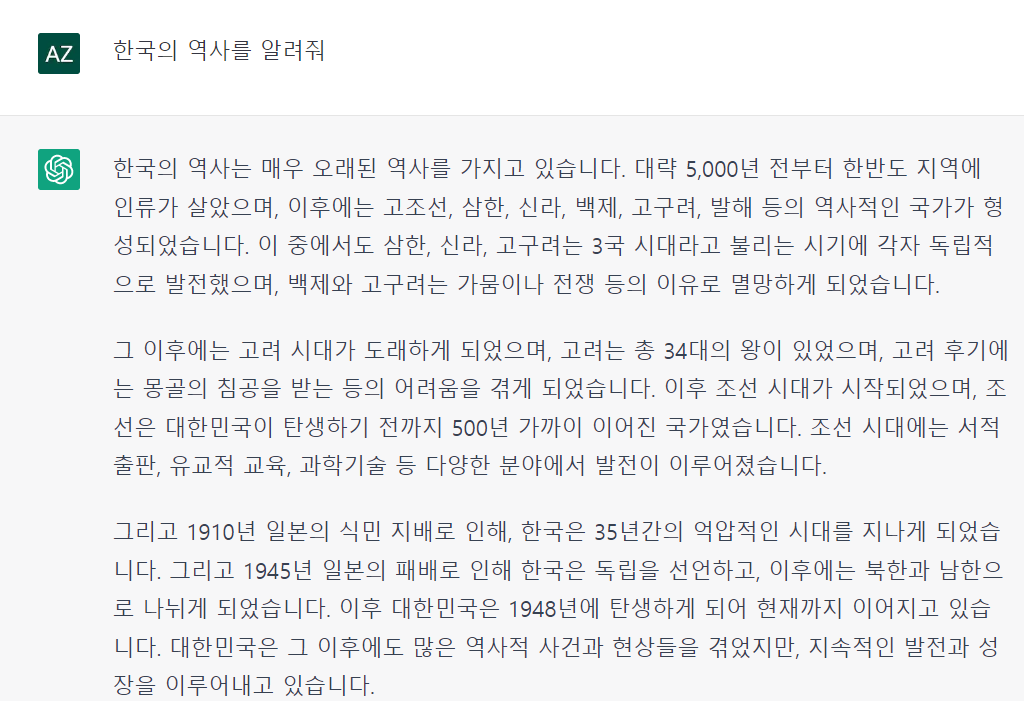 AZ
한국의 역사를 알려줘
한국의 역사는 매우 오래된 역사를 가지고 있습니다. 대략 5,000년 전부터 한반도 지역에
인류가 살았으며, 이후에는 고조선, 삼한, 신라, 백제, 고구려, 발해 등의 역사적인 국가가 형
성되었습니다. 이 중에서도 삼한, 신라, 고구려는 3국 시대라고 불리는 시기에 각자 독립적
으로 발전했으며, 백제와 고구려는 가뭄이나 전쟁 등의 이유로 멸망하게 되었습니다.
그 이후에는 고려 시대가 도래하게 되었으며, 고려는 총 34대의 왕이 있었으며, 고려 후기에
는 몽골의 침공을 받는 등의 어려움을 겪게 되었습니다. 이후 조선 시대가 시작되었으며, 조
선은 대한민국이 탄생하기 전까지 500년 가까이 이어진 국가였습니다. 조선 시대에는 서적
출판, 유교적 교육, 과학기술 등 다양한 분야에서 발전이 이루어졌습니다.
그리고 1910년 일본의 식민 지배로 인해, 한국은 35년간의 억압적인 시대를 지나게 되었습
니다. 그리고 1945년 일본의 패배로 인해 한국은 독립을 선언하고, 이후에는 북한과 남한으
로 나뉘게 되었습니다. 이후 대한민국은 1948년에 탄생하게 되어 현재까지 이어지고 있습
니다. 대한민국은 그 이후에도 많은 역사적 사건과 현상들을 겪었지만, 지속적인 발전과 성
장을 이루어내고 있습니다.